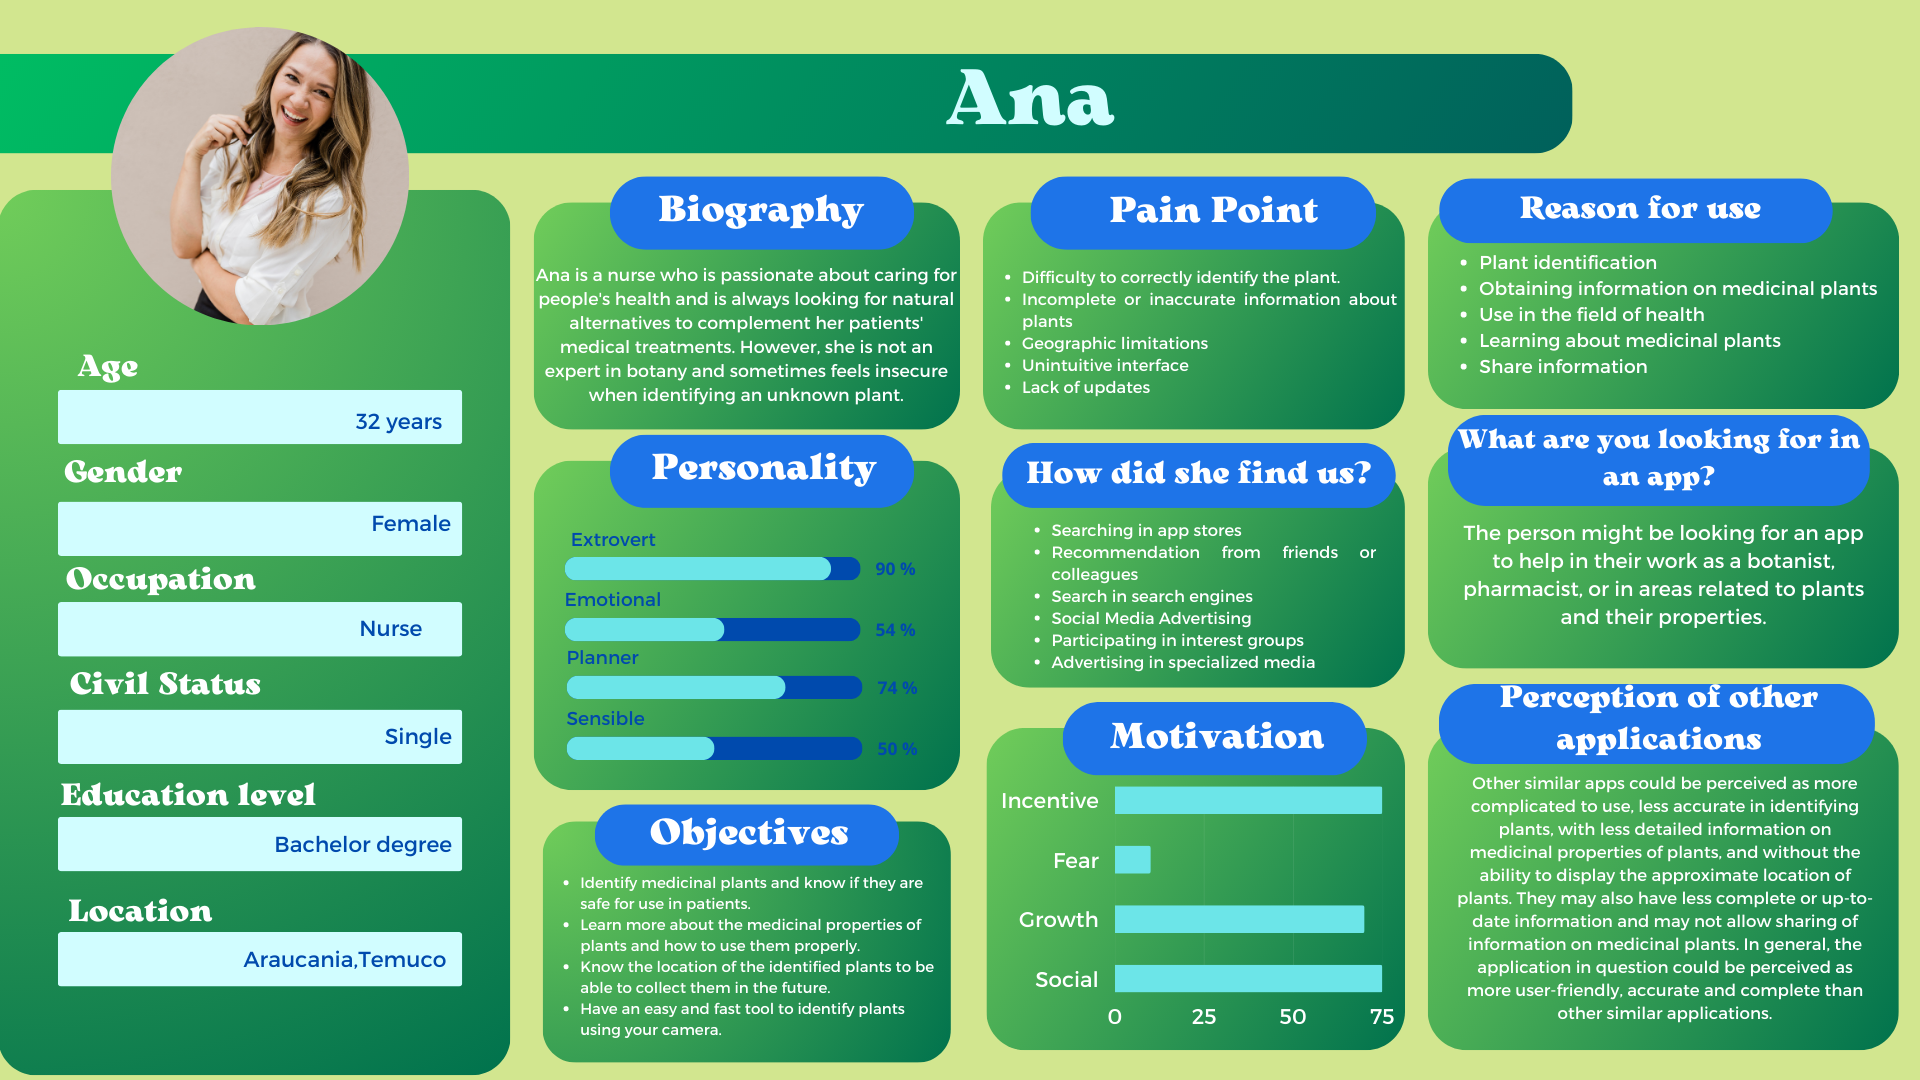 Ana
Age
32 years
Gender
Female
Occupation
Nurse
Civil Status
Single
Education level
Bachelor degree
Location
Araucania,Temuco
Biography
Ana is a nurse who is passionate about caring for
people's health and is always looking for natural
alternatives to complement her patients'
medical treatments. However, she is not an
expert in botany and sometimes feels insecure
when identifying an unknown plant.
Personality
Extrovert
90 %
Emotional
54 %
Planner
74 %
Sensible
50 %
Objectives
• Identify medicinal plants and know if they are
safe for use in patients.
• Learn more about the medicinal properties of
plants and how to use them properly.
• Know the location of the identified plants to be
able to collect them in the future.
• Have an easy and fast tool to identify plants
using your camera.
Pain Point
• Difficulty to correctly identify the plant.
• Incomplete or inaccurate information about
plants
• Geographic limitations
• Unintuitive interface
• Lack of updates
How did she find us?
• Searching in app stores
• Recommendation from friends or
colleagues
• Search in search engines
• Social Media Advertising
• Participating in interest groups
• Advertising in specialized media
Motivation
Incentive
Fear
Growth
Social
0 25 50 75
Reason for use
• Plant identification
• Obtaining information on medicinal plants
• Use in the field of health
• Learning about medicinal plants
• Share information
What are you looking for in
an app?
The person might be looking for an app
to help in their work as a botanist,
pharmacist, or in areas related to plants
and their properties.
Perception of other
applications
Other similar apps could be perceived as more
complicated to use, less accurate in identifying
plants, with less detailed information on
medicinal properties of plants, and without the
ability to display the approximate location of
plants. They may also have less complete or up-to-
date information and may not allow sharing of
information on medicinal plants. In general, the
application in question could be perceived as
more user-friendly, accurate and complete than
other similar applications.